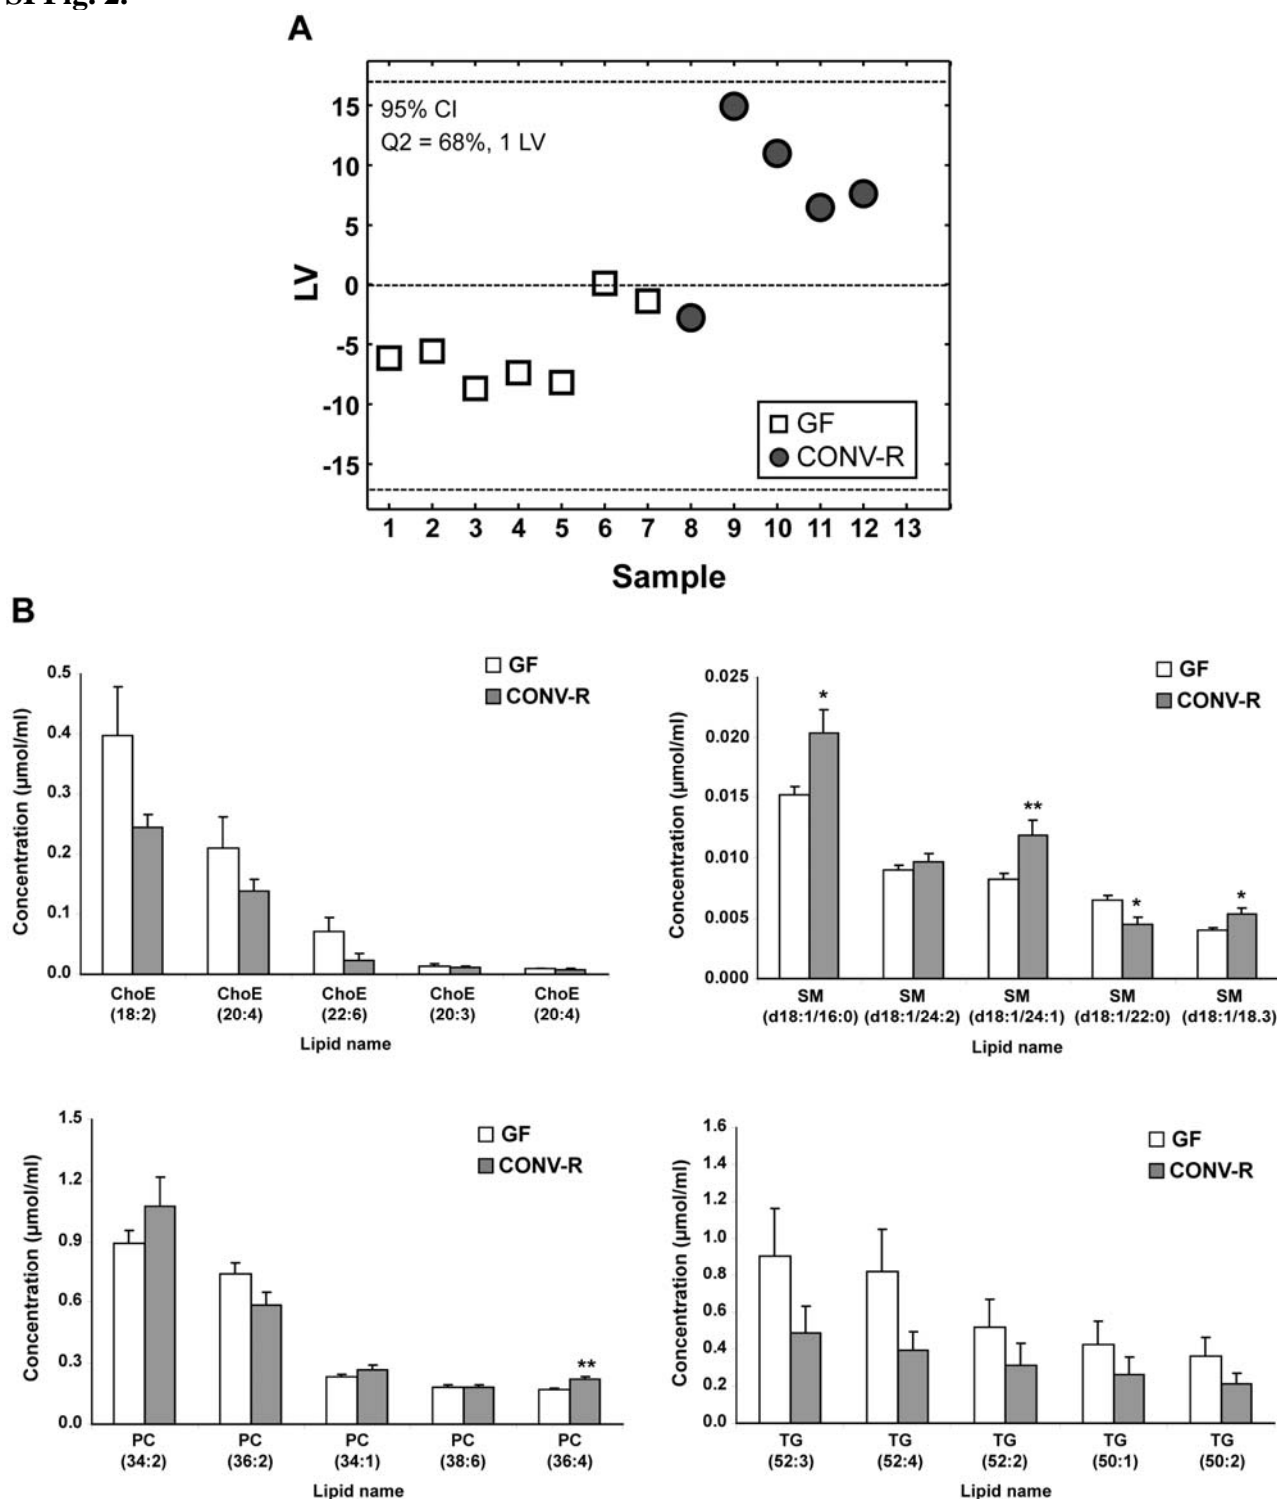 SI Fig. 2.
A
95% CI
Q2 = 68%, 1 LV
15
10
5
0
-5
-10
-15
LV
GF
CONV-R
1 2 3 4 5 6 7 8 9 10 11 12 13
Sample
B
GF
CONV-R
0.5
0.4
0.3
0.2
0.1
0.0
Concentration (µmol/ml)
ChoE ChoE ChoE ChoE ChoE
(18:2) (20:4) (22:6) (20:3) (20:4)
Lipid name
GF
CONV-R
0.025
0.020
0.015
0.010
0.005
0.000
Concentration (µmol/ml)
* ** * *
SM SM SM SM SM
(d18:1/16:0) (d18:1/24:2) (d18:1/24:1) (d18:1/22:0) (d18:1/18.3)
Lipid name
GF
CONV-R
1.5
1.2
0.9
0.6
0.3
0.0
Concentration (µmol/ml)
**
PC PC PC PC PC
(34:2) (36:2) (34:1) (38:6) (36:4)
Lipid name
GF
CONV-R
1.6
1.4
1.2
1.0
0.8
0.6
0.4
0.2
0.0
Concentration (µmol/ml)
TG TG TG TG TG
(52:3) (52:4) (52:2) (50:1) (50:2)
Lipid name